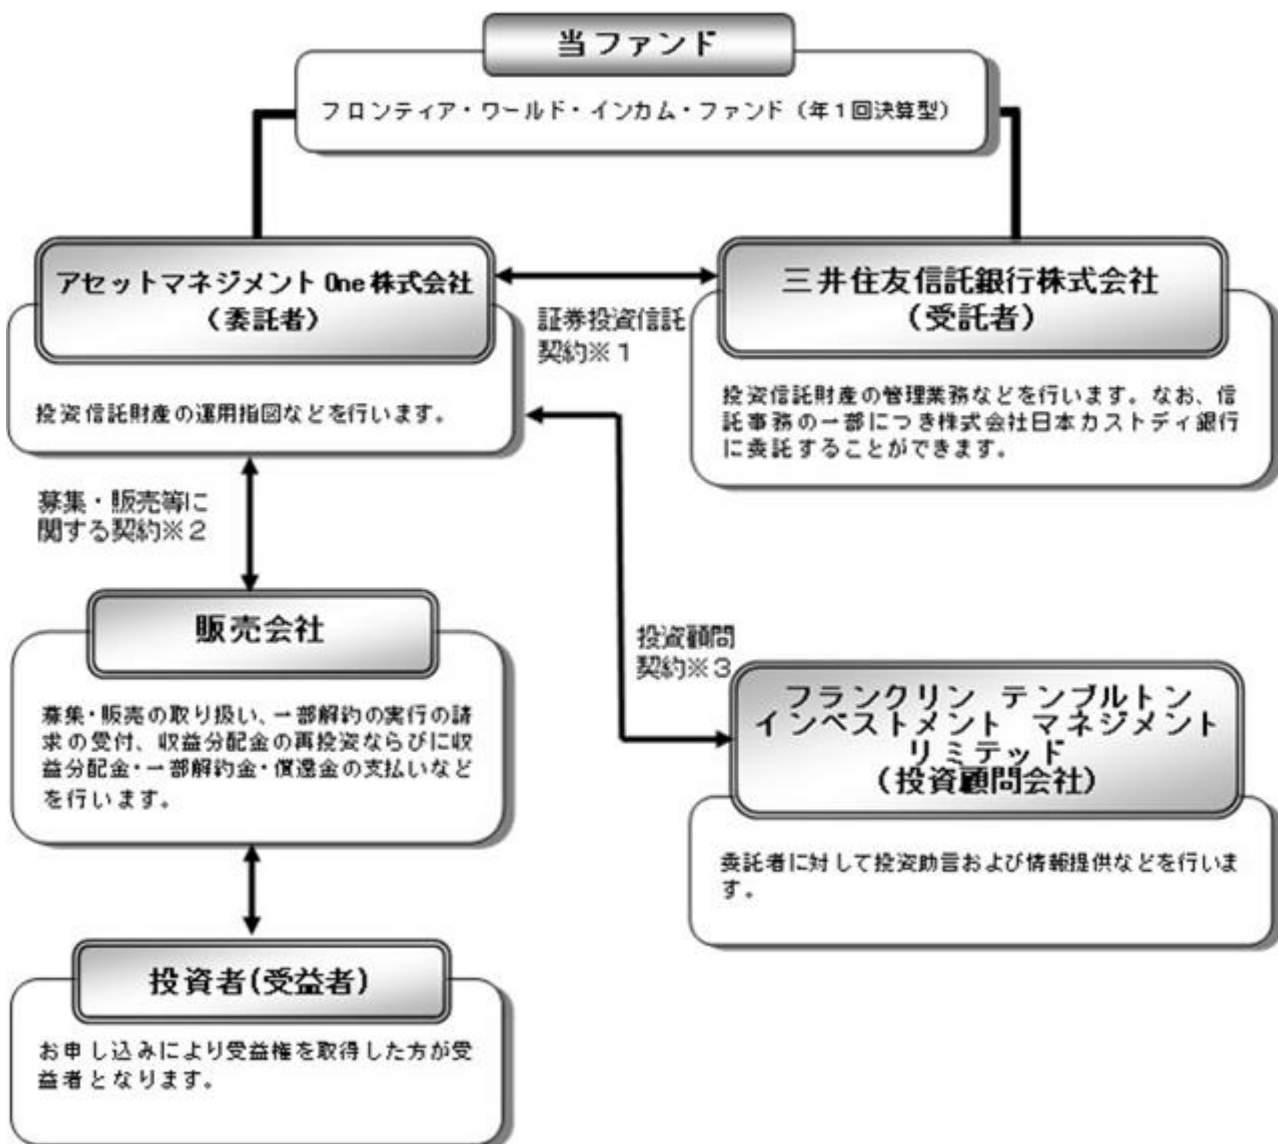 当ファンド
フロンティア・ワールド・インカム・ファンド（年１回決算型）
アセットマネジメントOne株式会社
（委託者）
投資信託財産の運用指図などを行います。
証券投資信託
契約※１
三井住友信託銀行株式会社
（受託者）
投資信託財産の管理業務などを行います。なお、信
託事務の一部につき株式会社日本カストディ銀行
に委託することができます。
募集・販売等に
関する契約※２
販売会社
募集・販売の取り扱い、一部解約の実行の請
求の受付、収益分配金の再投資ならびに収
益分配金・一部解約金・償還金の支払いなど
を行います。
投資顧問
契約※３
フランクリン テンプルトン
インベストメント マネジメント
リミテッド
（投資顧問会社）
委託者に対して投資助言および情報提供などを行いま
す。
投資者(受益者)
お申し込みにより受益権を取得した方が受
益者となります。